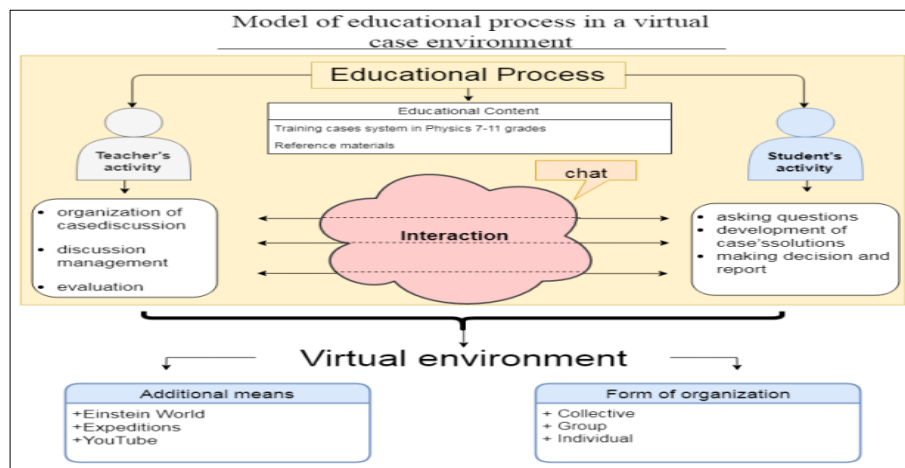 Model of educational process in a virtual
case environment
Educational Process
Educational Content
Training cases system in Physics 7-11 grades
Reference materials
Teacher's
activity
Student's
activity
chat
Interaction
• organization of
casediscussion
• discussion
management
• evaluation
• asking questions
• development of
case'ssolutions
• making decision and
report
Virtual environment
Additional means
+Einstein World
+Expeditions
+YouTube
Form of organization
+ Collective
+ Group
+ Individual